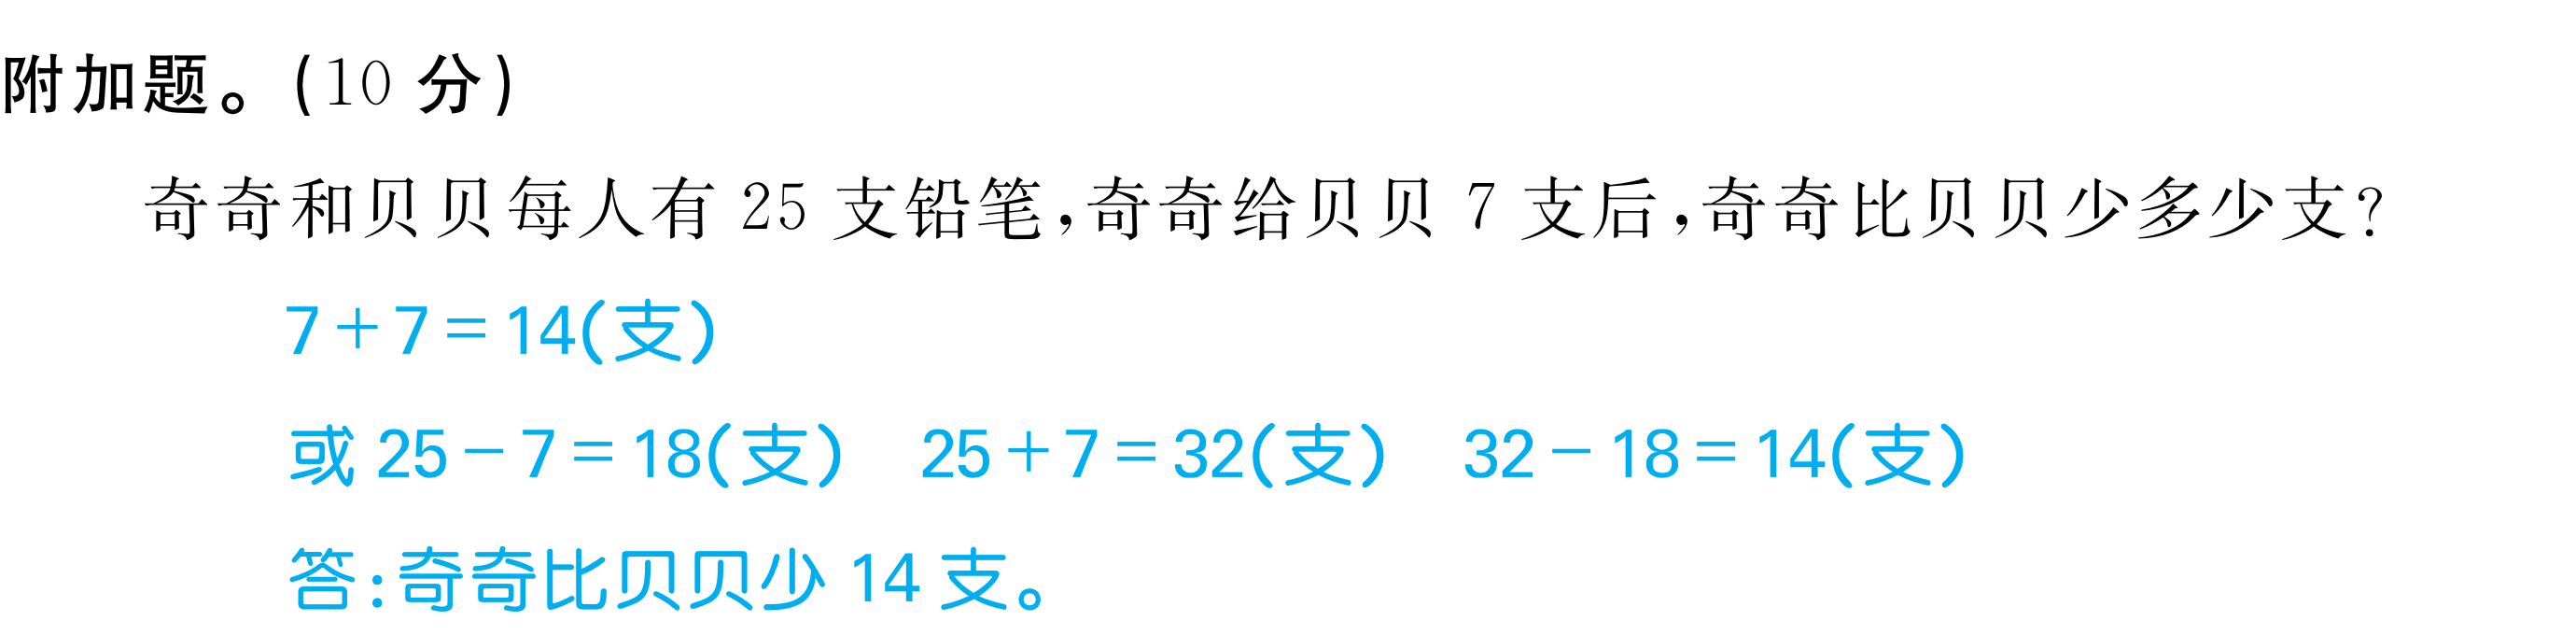 附加题。(10 分)
奇奇和贝贝每人有 25 支铅笔,奇奇给贝贝 7 支后,奇奇比贝贝少多少支?
7+7=14(支)
或 25-7=18(支) 25+7=32(支) 32-18=14(支)
答:奇奇比贝贝少 14 支。